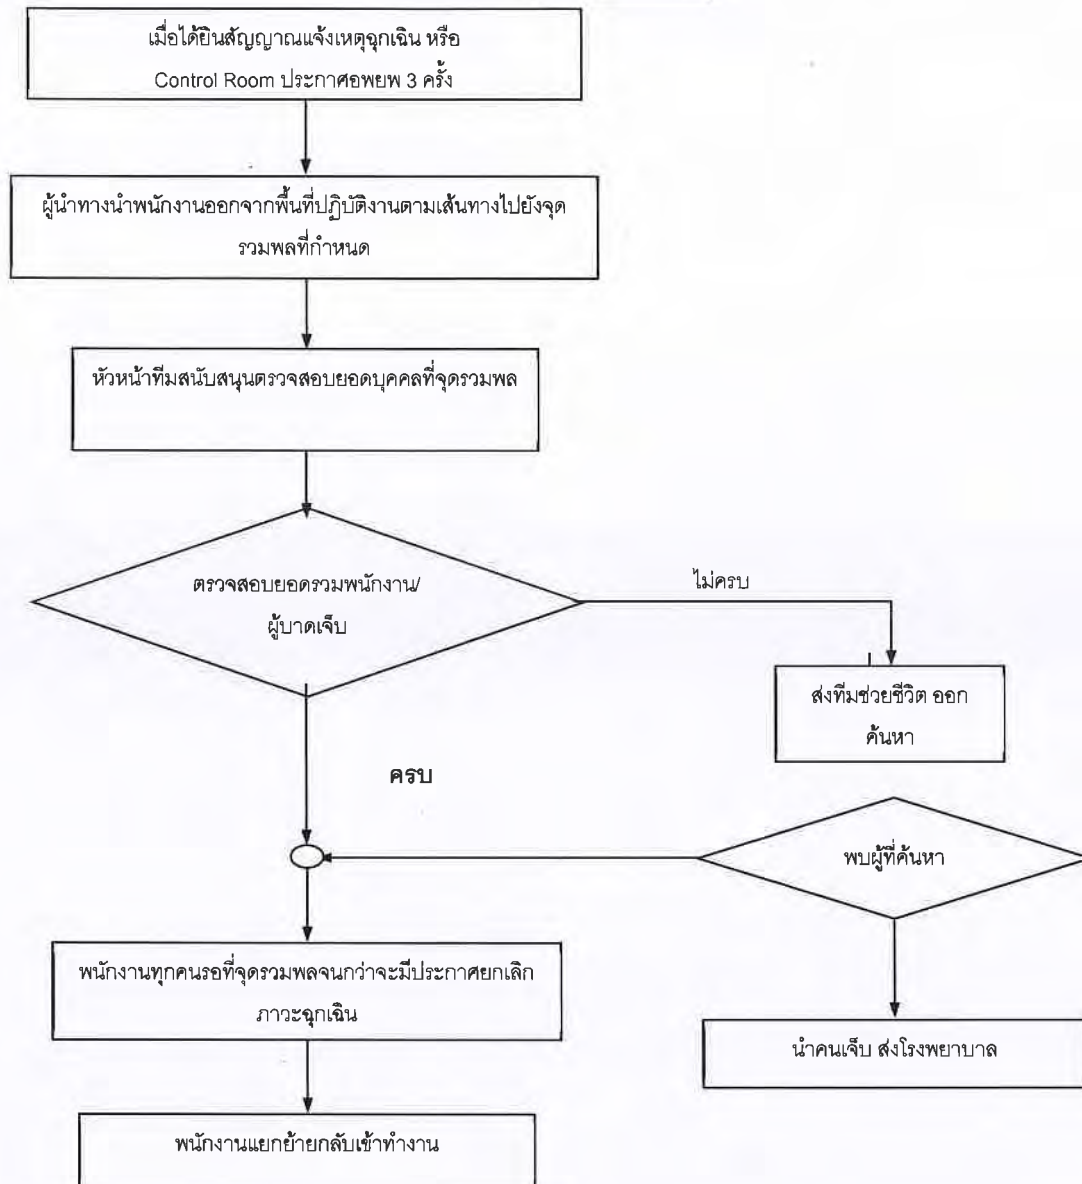 เมื่อได้ยินสัญญาณแจ้งเหตุฉุกเฉิน หรือ
Control Room ประกาศอพยพ 3 ครั้ง
ผู้นำทางนำพนักงานออกจากพื้นที่ปฏิบัติงานตามเส้นทางไปยังจุด
รวมพลที่กำหนด
หัวหน้าทีมสนับสนุนตรวจสอบยอดบุคคลที่จุดรวมพล
ตรวจสอบยอดรวมพนักงาน/
ผู้บาดเจ็บ
ไม่ครบ
ส่งทีมช่วยชีวิต ออก
ค้นหา
ครบ
พบผู้ที่ค้นหา
พนักงานทุกคนรอที่จุดรวมพลจนกว่าจะมีประกาศยกเลิก
ภาวะฉุกเฉิน
นำคนเจ็บ ส่งโรงพยาบาล
พนักงานแยกย้ายกลับเข้าทำงาน